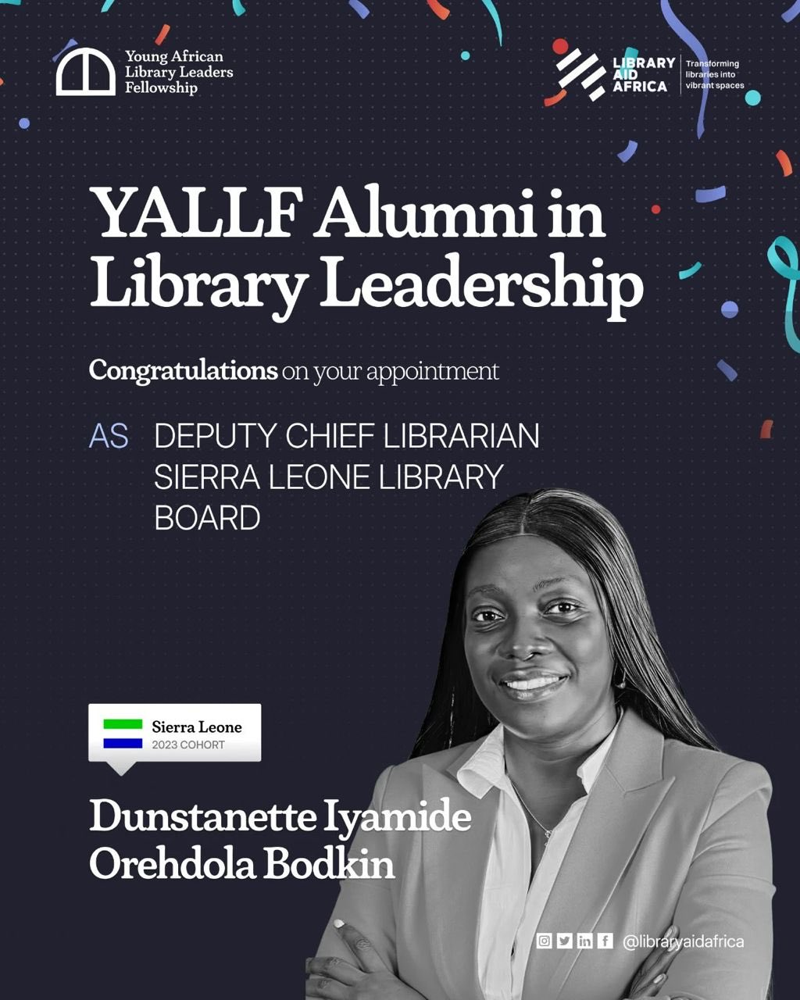 Young African
Library Leaders
Fellowship
LIBRARY
AID
AFRICA
Transforming
libraries into
vibrant spaces
YALLF Alumni in
Library Leadership
Congratulations on your appointment
AS DEPUTY CHIEF LIBRARIAN
SIERRA LEONE LIBRARY
BOARD
Sierra Leone
2023 COHORT
Dunstanette Iyamide
Orehdola Bodkin
@libraryaidafrica